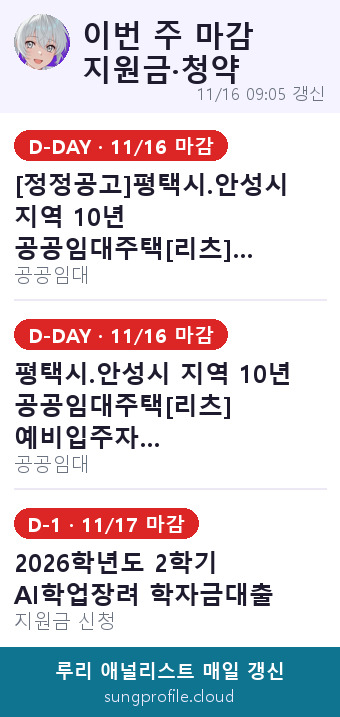 이번 주 마감
지원금·청약
11/16 09:05 갱신
D-DAY · 11/16 마감
[정정공고]평택시.안성시
지역 10년
공공임대주택[리츠]...
공공임대
D-DAY · 11/16 마감
평택시.안성시 지역 10년
공공임대주택[리츠]
예비입주자...
공공임대
D-1 · 11/17 마감
2026학년도 2학기
AI학업장려 학자금대출
지원금 신청
루리 애널리스트 매일 갱신
sungprofile.cloud